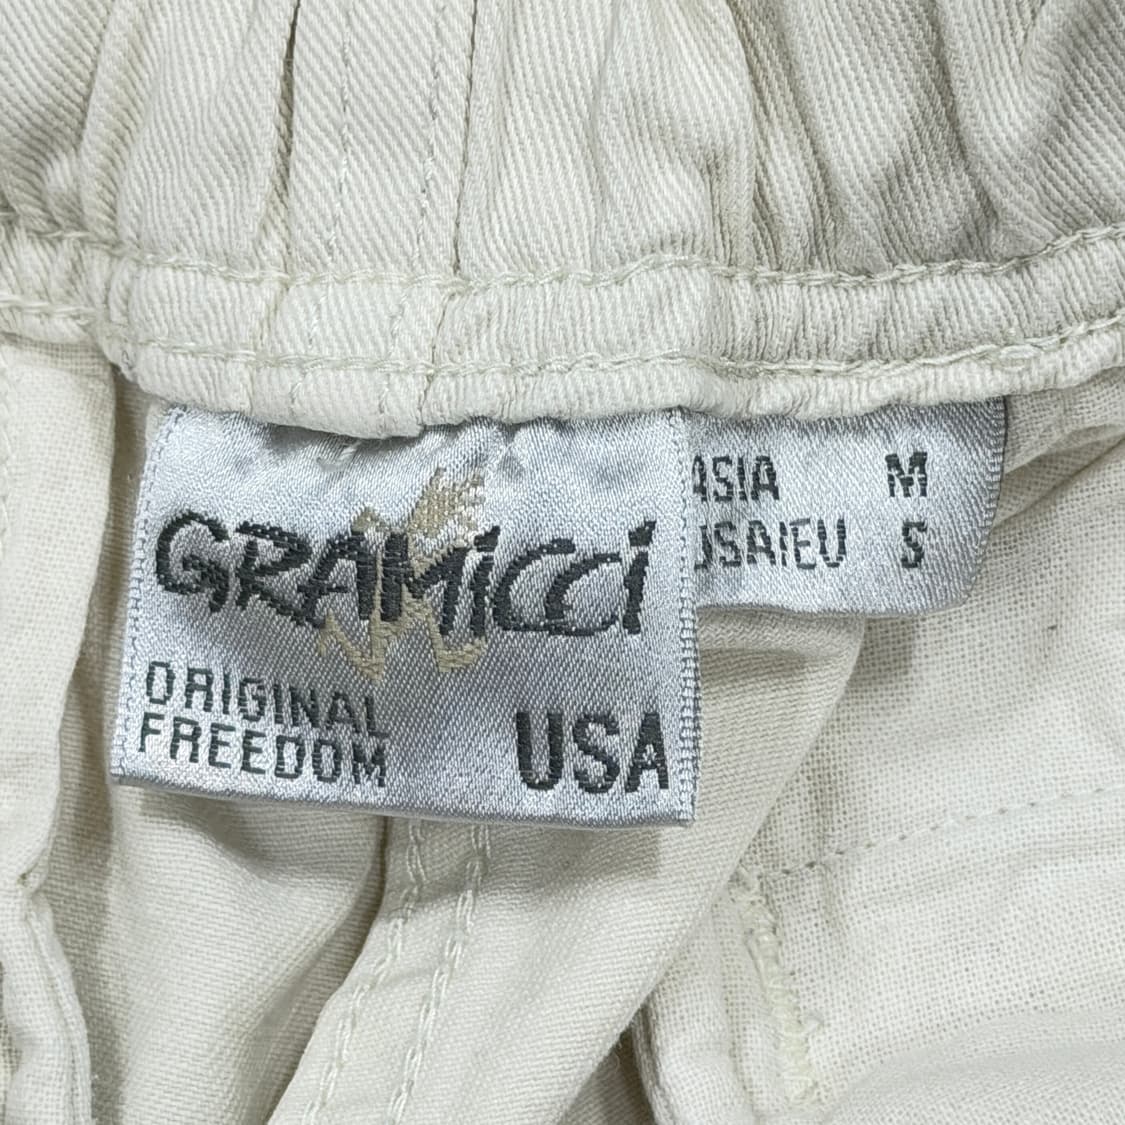 GRAMicci
ORIGINAL
FREEDOM
USA
ASIA M
USA/EU S